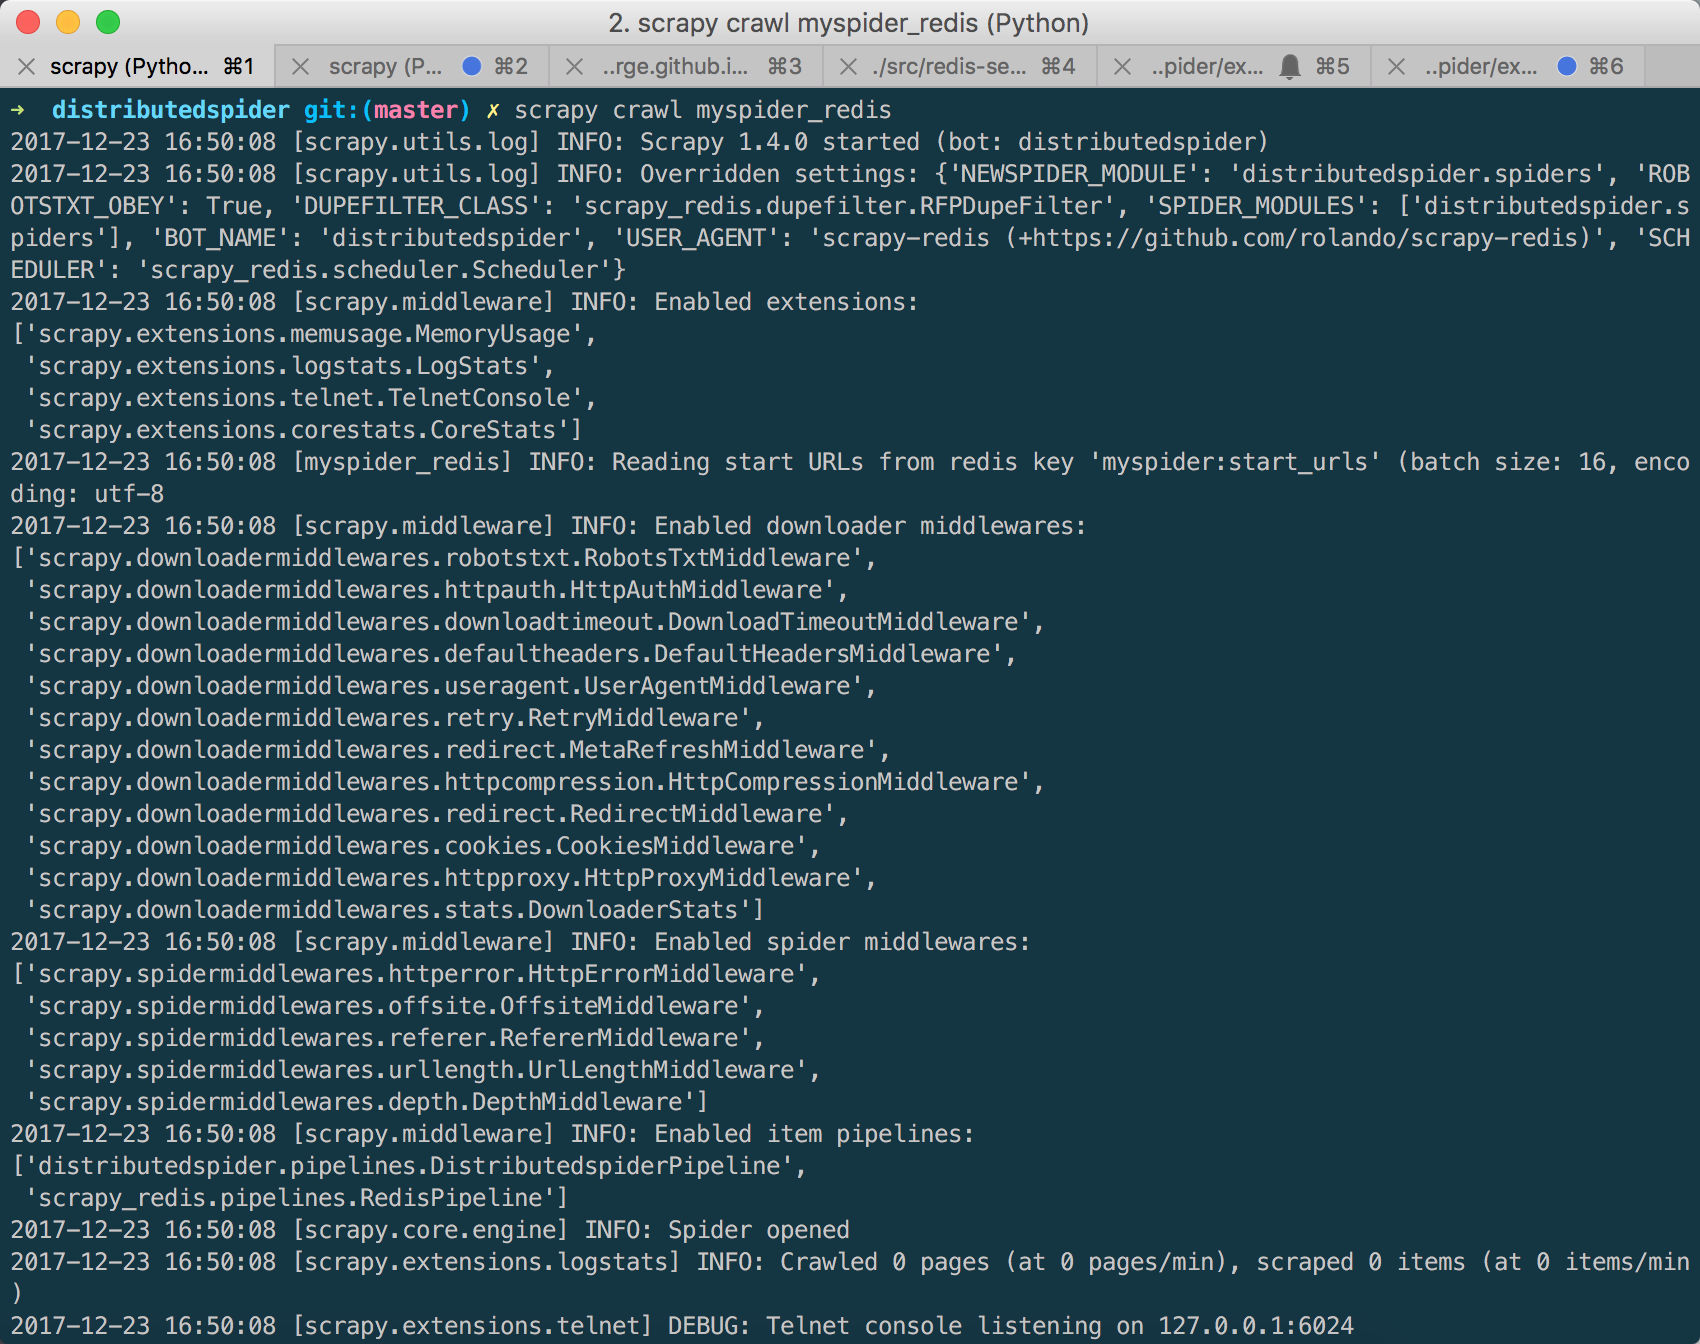 2. scrapy crawl myspider_redis (Python)
scrapy (Pytho... ⌘1 scrapy (P... ⌘2 ..rge.github.i... ⌘3 ./src/redis-se... ⌘4 ..pider/ex... ⌘5 ..pider/ex... ⌘6
→ distributedspider git:(master) ✗ scrapy crawl myspider_redis
2017-12-23 16:50:08 [scrapy.utils.log] INFO: Scrapy 1.4.0 started (bot: distributedspider)
2017-12-23 16:50:08 [scrapy.utils.log] INFO: Overridden settings: {'NEWSPIDER_MODULE': 'distributedspider.spiders', 'ROB
OTSTXT_OBEY': True, 'DUPEFILTER_CLASS': 'scrapy_redis.dupefilter.RFPDupeFilter', 'SPIDER_MODULES': ['distributedspider.s
piders'], 'BOT_NAME': 'distributedspider', 'USER_AGENT': 'scrapy-redis (+https://github.com/rolando/scrapy-redis)', 'SCH
EDULER': 'scrapy_redis.scheduler.Scheduler'}
2017-12-23 16:50:08 [scrapy.middleware] INFO: Enabled extensions:
['scrapy.extensions.memusage.MemoryUsage',
 'scrapy.extensions.logstats.LogStats',
 'scrapy.extensions.telnet.TelnetConsole',
 'scrapy.extensions.corestats.CoreStats']
2017-12-23 16:50:08 [myspider_redis] INFO: Reading start URLs from redis key 'myspider:start_urls' (batch size: 16, enco
ding: utf-8
2017-12-23 16:50:08 [scrapy.middleware] INFO: Enabled downloader middlewares:
['scrapy.downloadermiddlewares.robotstxt.RobotsTxtMiddleware',
 'scrapy.downloadermiddlewares.httpauth.HttpAuthMiddleware',
 'scrapy.downloadermiddlewares.downloadtimeout.DownloadTimeoutMiddleware',
 'scrapy.downloadermiddlewares.defaultheaders.DefaultHeadersMiddleware',
 'scrapy.downloadermiddlewares.useragent.UserAgentMiddleware',
 'scrapy.downloadermiddlewares.retry.RetryMiddleware',
 'scrapy.downloadermiddlewares.redirect.MetaRefreshMiddleware',
 'scrapy.downloadermiddlewares.httpcompression.HttpCompressionMiddleware',
 'scrapy.downloadermiddlewares.redirect.RedirectMiddleware',
 'scrapy.downloadermiddlewares.cookies.CookiesMiddleware',
 'scrapy.downloadermiddlewares.httpproxy.HttpProxyMiddleware',
 'scrapy.downloadermiddlewares.stats.DownloaderStats']
2017-12-23 16:50:08 [scrapy.middleware] INFO: Enabled spider middlewares:
['scrapy.spidermiddlewares.httperror.HttpErrorMiddleware',
 'scrapy.spidermiddlewares.offsite.OffsiteMiddleware',
 'scrapy.spidermiddlewares.referer.RefererMiddleware',
 'scrapy.spidermiddlewares.urllength.UrlLengthMiddleware',
 'scrapy.spidermiddlewares.depth.DepthMiddleware']
2017-12-23 16:50:08 [scrapy.middleware] INFO: Enabled item pipelines:
['distributedspider.pipelines.DistributedspiderPipeline',
 'scrapy_redis.pipelines.RedisPipeline']
2017-12-23 16:50:08 [scrapy.core.engine] INFO: Spider opened
2017-12-23 16:50:08 [scrapy.extensions.logstats] INFO: Crawled 0 pages (at 0 pages/min), scraped 0 items (at 0 items/min
)
2017-12-23 16:50:08 [scrapy.extensions.telnet] DEBUG: Telnet console listening on 127.0.0.1:6024